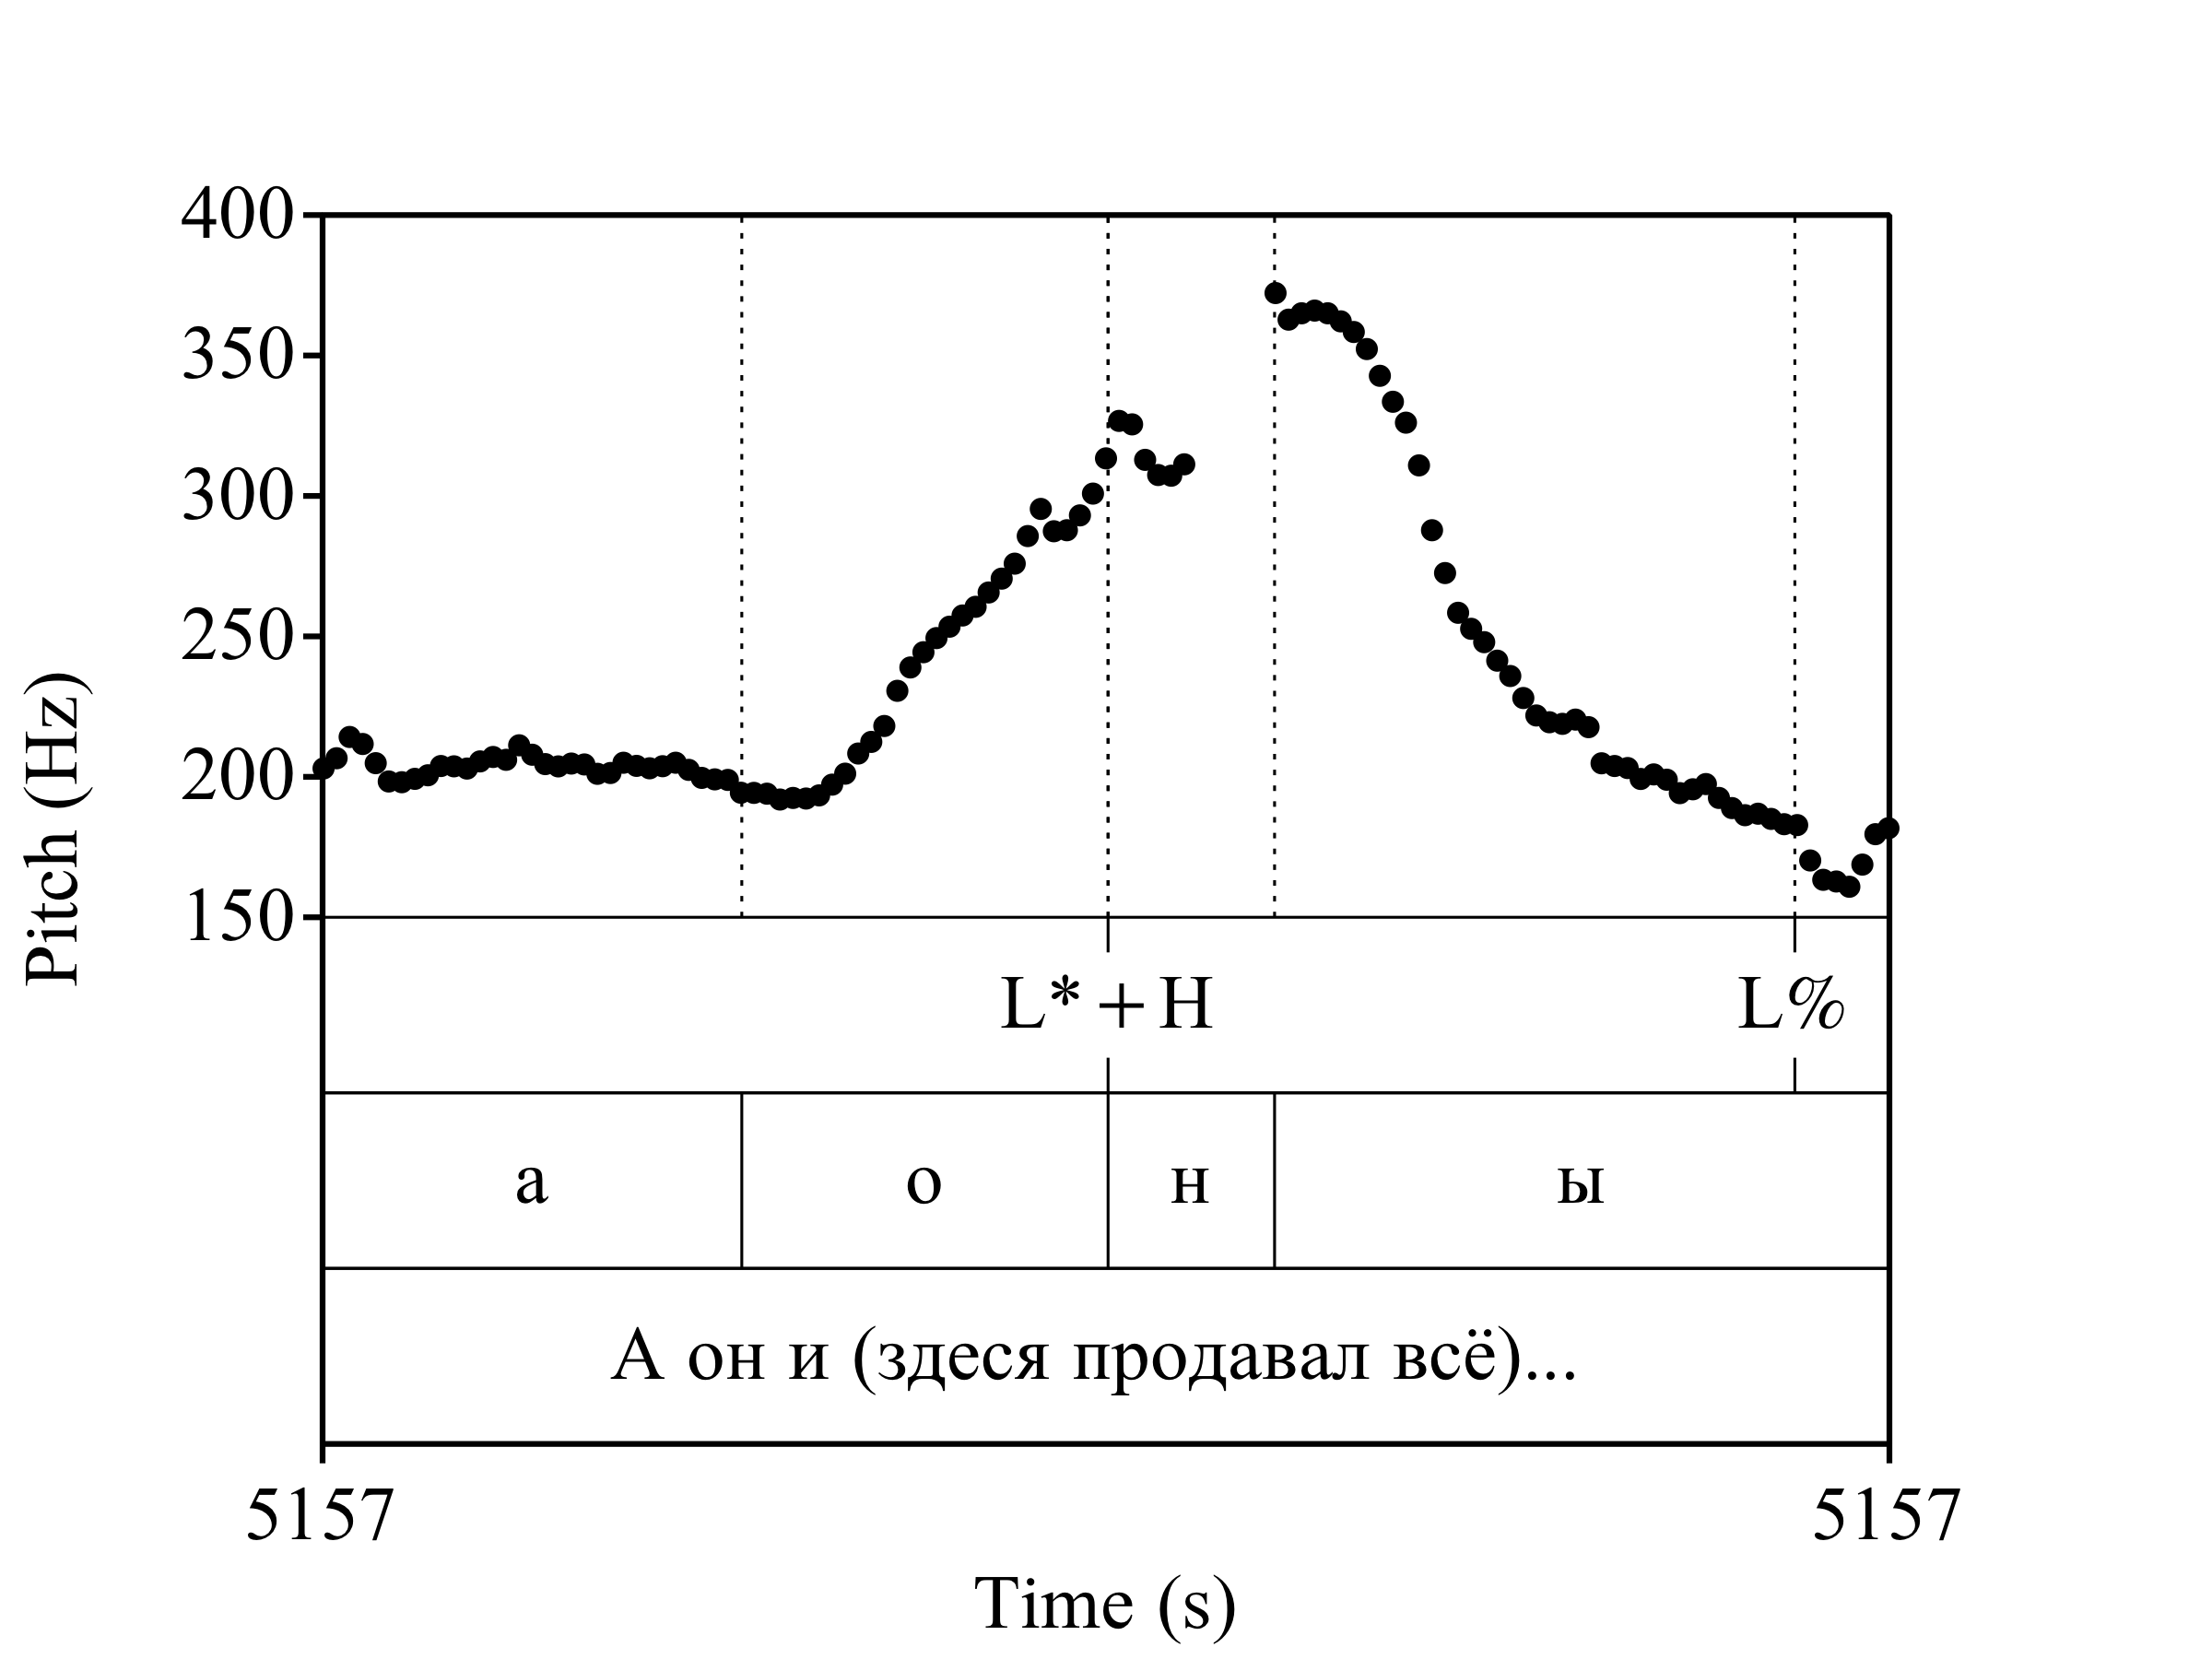 400
350
300
250
200
150
Pitch (Hz)
L*+H L%
а о н ы
А он и (здеся продавал всё)...
5157 5157
Time (s)